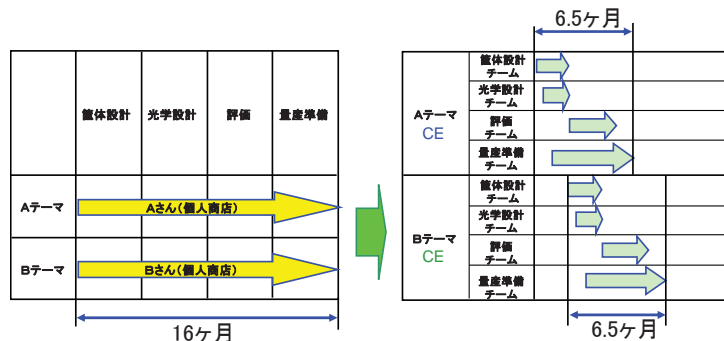 筐体設計 光学設計 評価 量産準備
Aテーマ
Aさん(個人商店)
Bテーマ
Bさん(個人商店)
16ヶ月
6.5ヶ月
Aテーマ
CE
筐体設計
チーム
光学設計
チーム
評価
チーム
量産準備
チーム
Bテーマ
CE
筐体設計
チーム
光学設計
チーム
評価
チーム
量産準備
チーム
6.5ヶ月